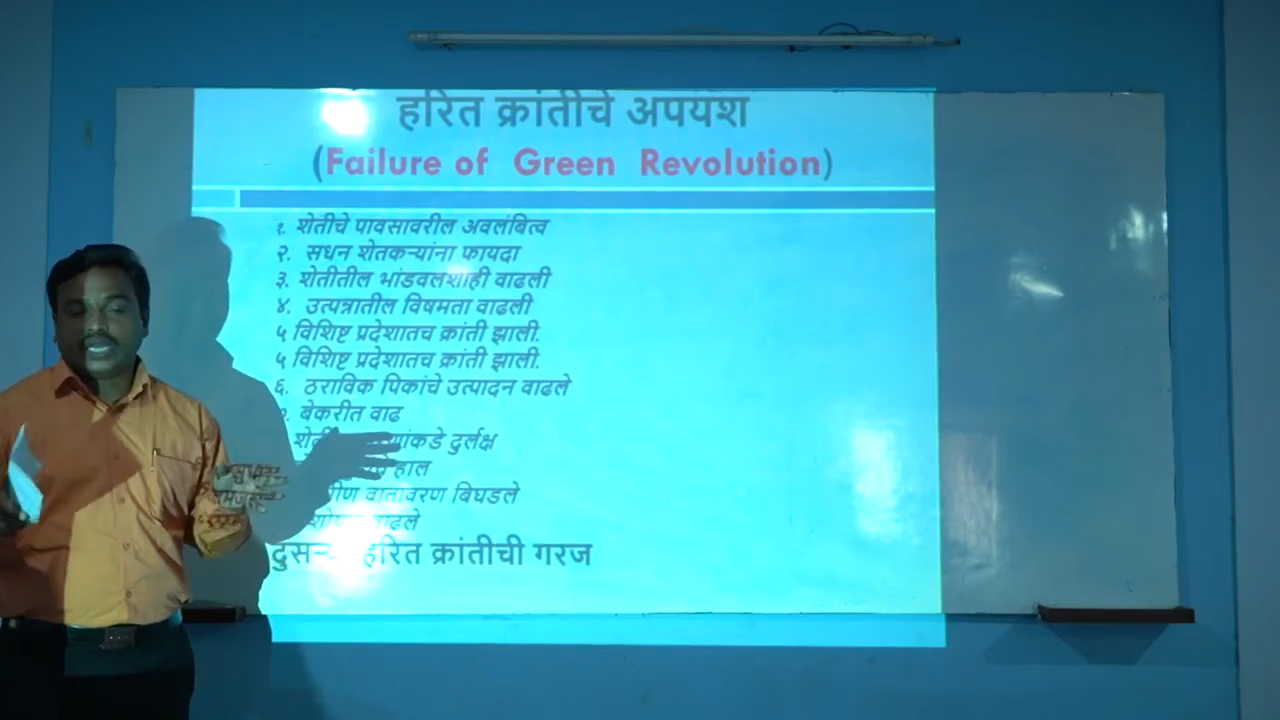 हरित क्रांतीचे अपयश
(Failure of Green Revolution)
१. शेतीचे पावसावरील अवलंबित्व
२. सधन शेतकऱ्यांना फायदा
३. शेतीतील भांडवलशाही वाढली
४. उत्पन्नातील विषमता वाढली
५ विशिष्ट प्रदेशातच क्रांती झाली.
५ विशिष्ट प्रदेशातच क्रांती झाली.
६. ठराविक पिकांचे उत्पादन वाढले
बेकरीत वाढ
दुर्लक्ष
हाल
वातावरण बिघडले
वाढले
हरित क्रांतीची गरज